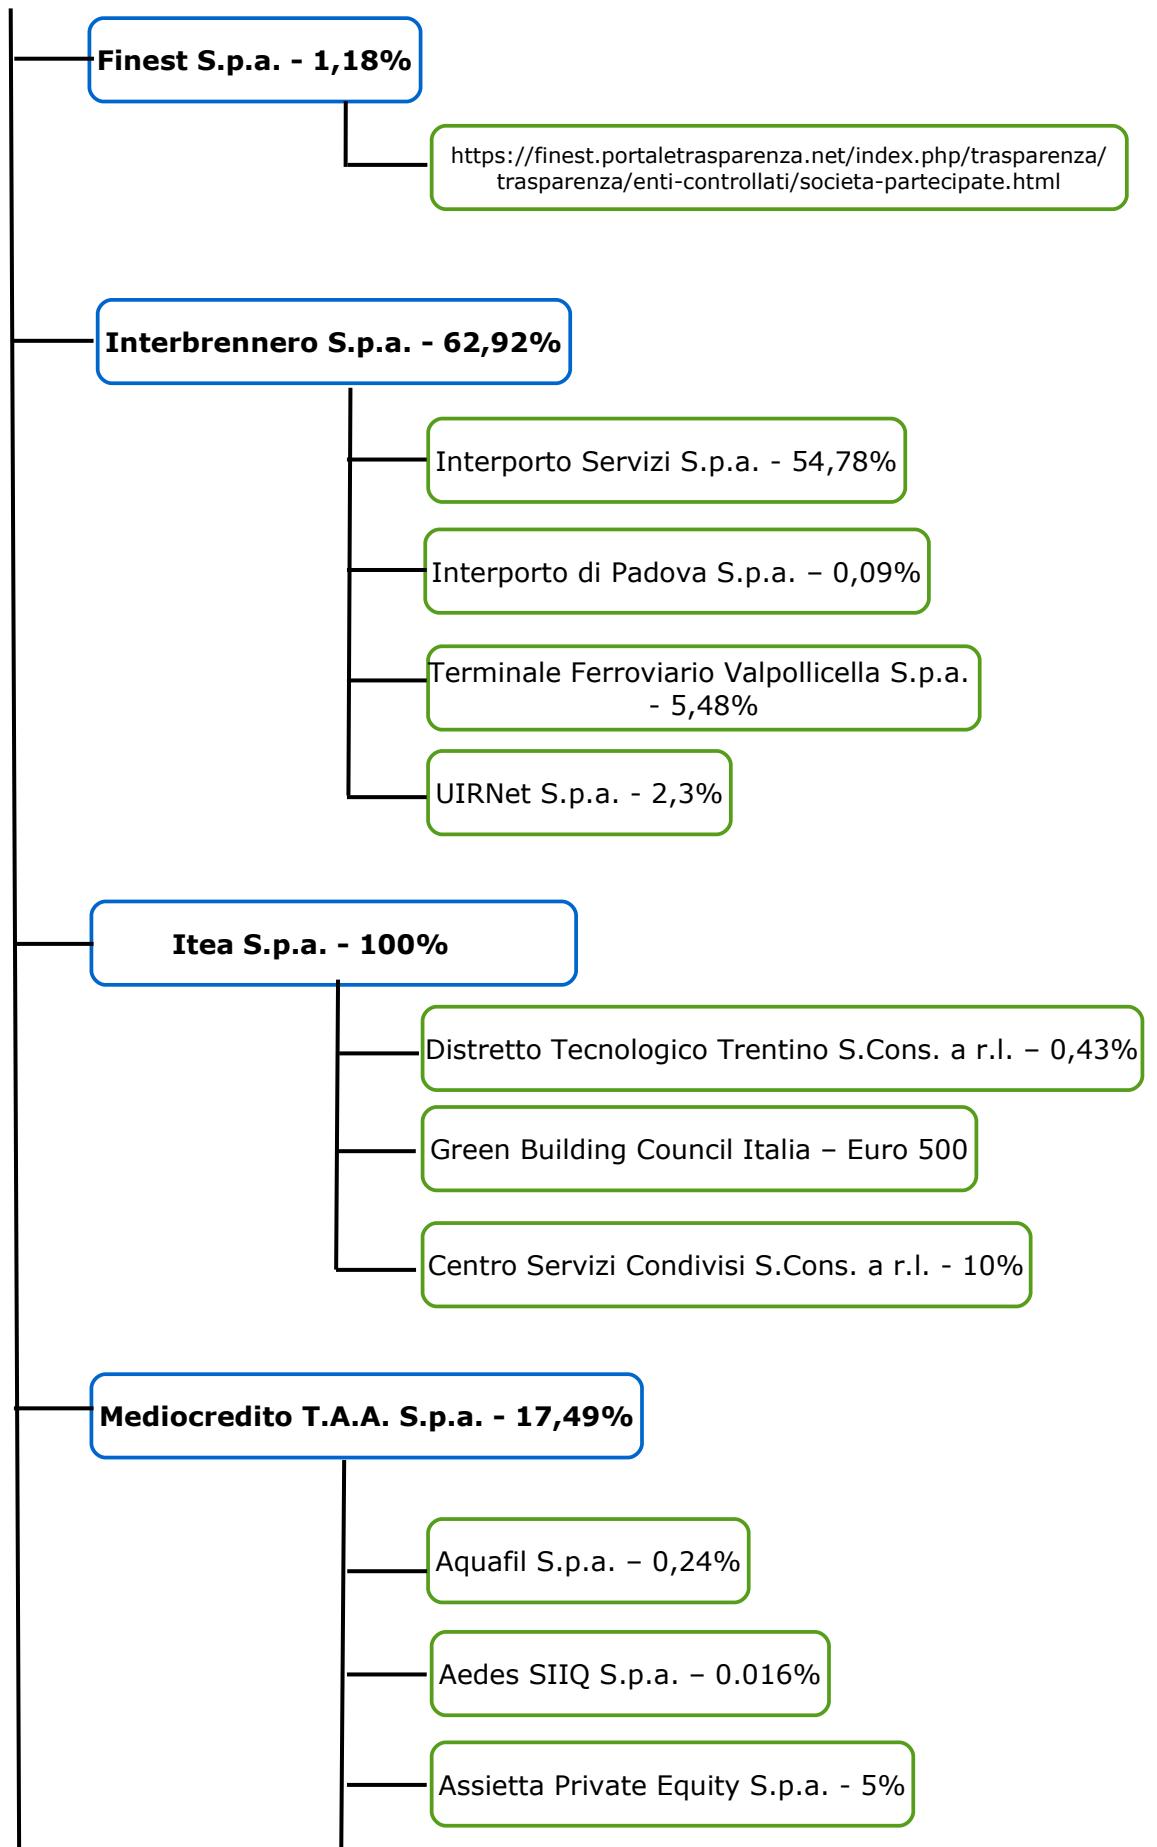 Finest S.p.a. - 1,18%
https://finest.portaletrasparenza.net/index.php/trasparenza/
trasparenza/enti-controllati/societa-partecipate.html
Interbrennero S.p.a. - 62,92%
Interporto Servizi S.p.a. - 54,78%
Interporto di Padova S.p.a. – 0,09%
Terminale Ferroviario Valpollicella S.p.a.
- 5,48%
UIRNet S.p.a. - 2,3%
Itea S.p.a. - 100%
Distretto Tecnologico Trentino S.Cons. a r.l. – 0,43%
Green Building Council Italia – Euro 500
Centro Servizi Condivisi S.Cons. a r.l. - 10%
Mediocredito T.A.A. S.p.a. - 17,49%
Aquafil S.p.a. – 0,24%
Aedes SIIQ S.p.a. – 0.016%
Assietta Private Equity S.p.a. - 5%